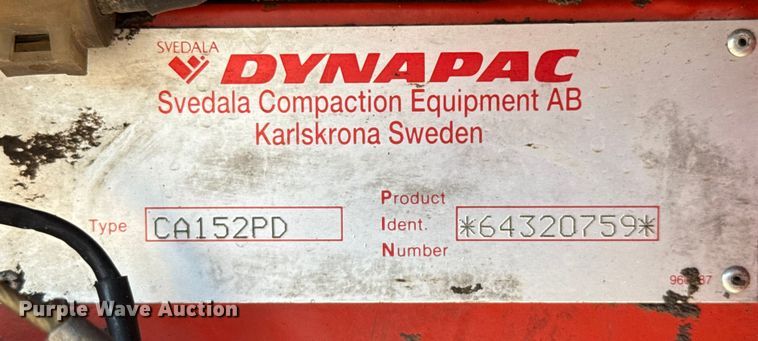 SVEDALA
DYNAPAC
Svedala Compaction Equipment AB
Karlskrona Sweden
Type CA152PD
Product
Ident. *64320759*
Number
Purple Wave Auction